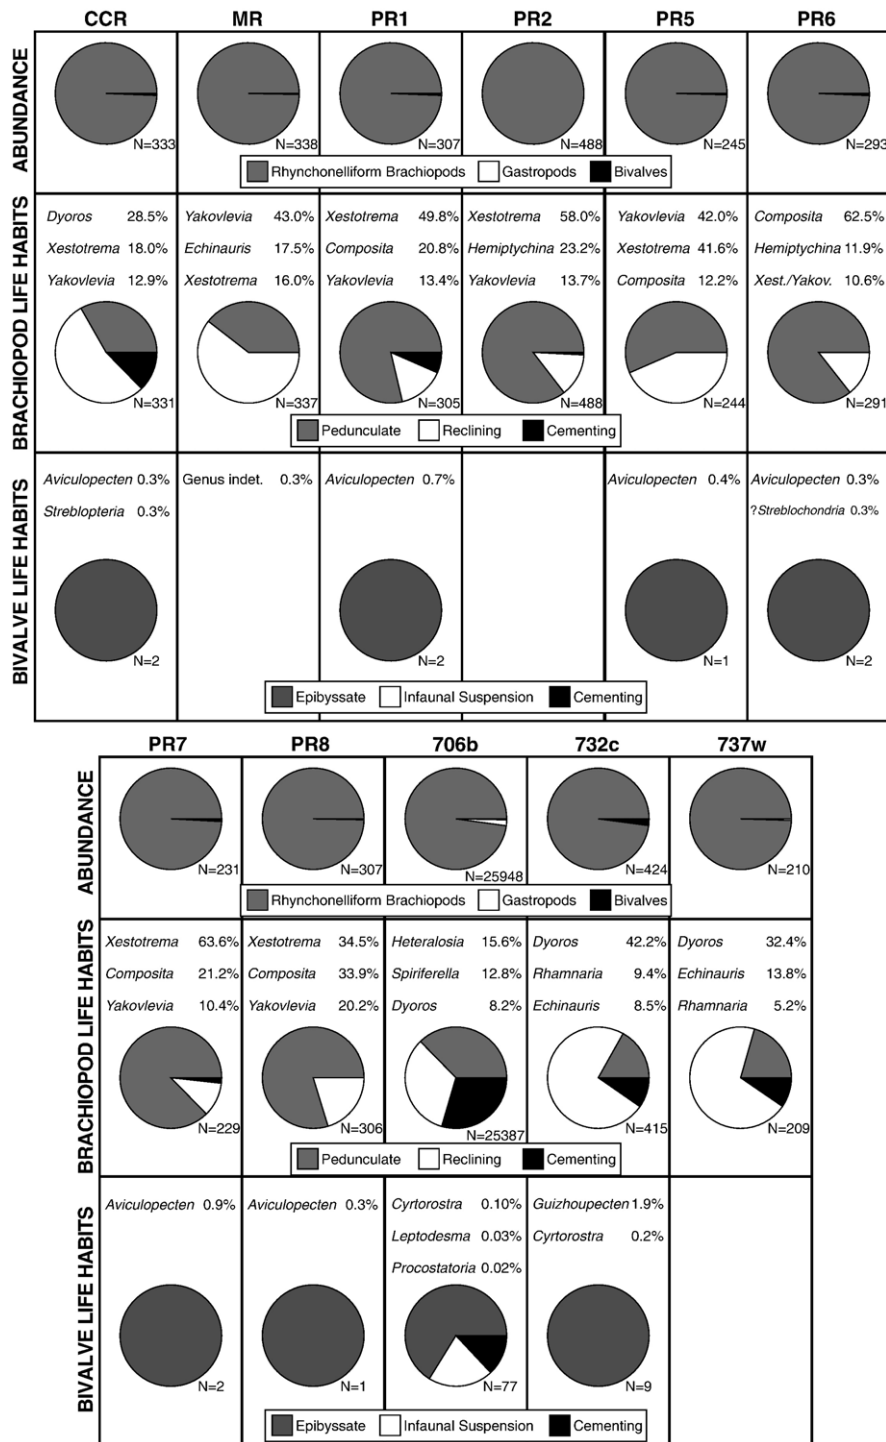 CCR MR PR1 PR2 PR5 PR6
ABUNDANCE
N=333 N=338 N=307 N=488 N=245 N=293
Rhynchonelliform Brachiopods Gastropods Bivalves
BRACHIOPOD LIFE HABITS
Dyoros 28.5% Yakovlevia 43.0% Xestotrema 49.8% Xestotrema 58.0% Yakovlevia 42.0% Composita 62.5%
Xestotrema 18.0% Echinauris 17.5% Composita 20.8% Hemiptychina 23.2% Xestotrema 41.6% Hemiptychina 11.9%
Yakovlevia 12.9% Xestotrema 16.0% Yakovlevia 13.4% Yakovlevia 13.7% Composita 12.2% Xest./Yakov. 10.6%
N=331 N=337 N=305 N=488 N=244 N=291
Pedunculate Reclining Cementing
BIVALVE LIFE HABITS
Aviculopecten 0.3% Genus indet. 0.3% Aviculopecten 0.7% Aviculopecten 0.4% Aviculopecten 0.3%
Streblopteria 0.3% ?Streblochondria 0.3%
N=2 N=2 N=1 N=2
Epibyssate Infaunal Suspension Cementing
PR7 PR8 706b 732c 737w
ABUNDANCE
N=231 N=307 N=25948 N=424 N=210
Rhynchonelliform Brachiopods Gastropods Bivalves
BRACHIOPOD LIFE HABITS
Xestotrema 63.6% Xestotrema 34.5% Heteralosia 15.6% Dyoros 42.2% Dyoros 32.4%
Composita 21.2% Composita 33.9% Spiriferella 12.8% Rhamnaria 9.4% Echinauris 13.8%
Yakovlevia 10.4% Yakovlevia 20.2% Dyoros 8.2% Echinauris 8.5% Rhamnaria 5.2%
N=229 N=306 N=25387 N=415 N=209
Pedunculate Reclining Cementing
BIVALVE LIFE HABITS
Aviculopecten 0.9% Aviculopecten 0.3% Cyrtorostra 0.10% Guizhoupecten 1.9%
Leptodesma 0.03% Cyrtorostra 0.2%
Procostatoria 0.02%
N=2 N=1 N=77 N=9
Epibyssate Infaunal Suspension Cementing